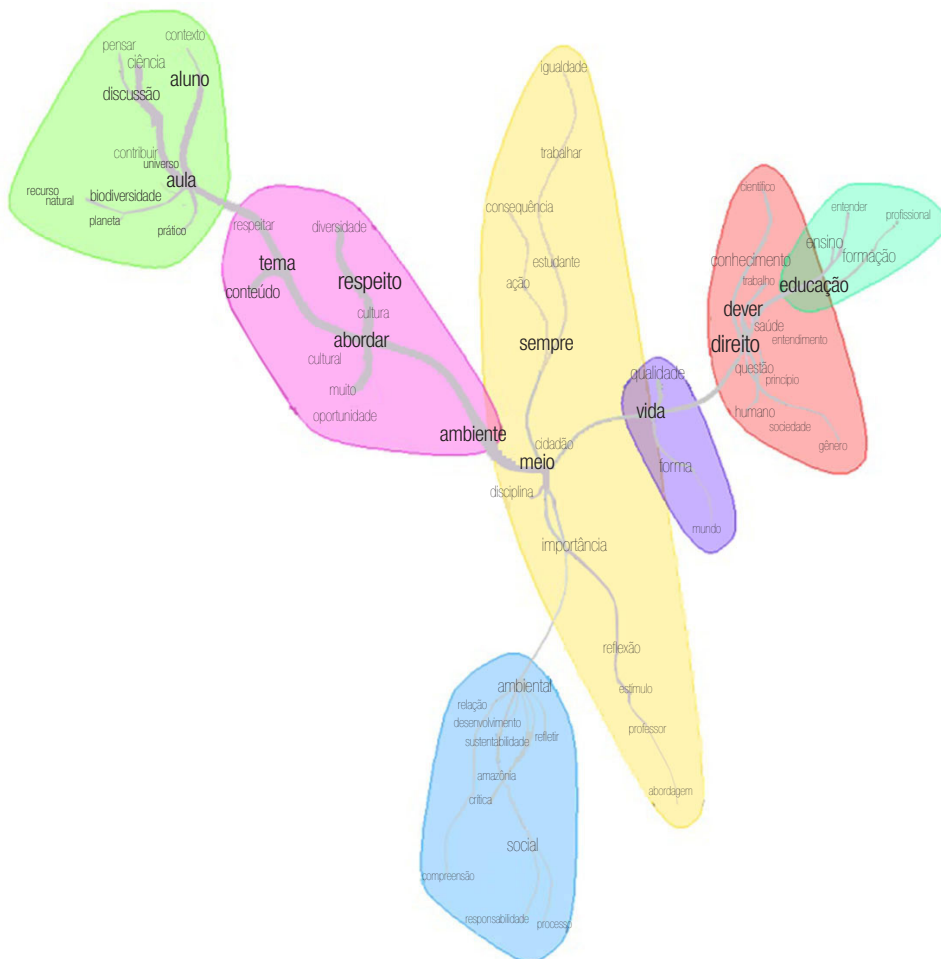 pensar
contexto
ciência
aluno
discussão
contribuir
universo
aula
recurso
natural
biodiversidade
planeta
prático
respeitar
diversidade
tema
respeito
conteúdo
cultura
abordar
cultural
muito
oportunidade
ambiente
igualdade
trabalhar
consequência
estudante
ação
sempre
cidadão
meio
disciplina
importância
reflexão
estímulo
professor
abordagem
qualidade
vida
forma
mundo
científico
conhecimento
trabalho
dever
saúde
direito
entendimento
questão
princípio
humano
sociedade
gênero
entender
profissional
ensino
formação
educação
ambiental
relação
desenvolvimento
refletir
sustentabilidade
amazônia
crítica
social
compreensão
responsabilidade
processo